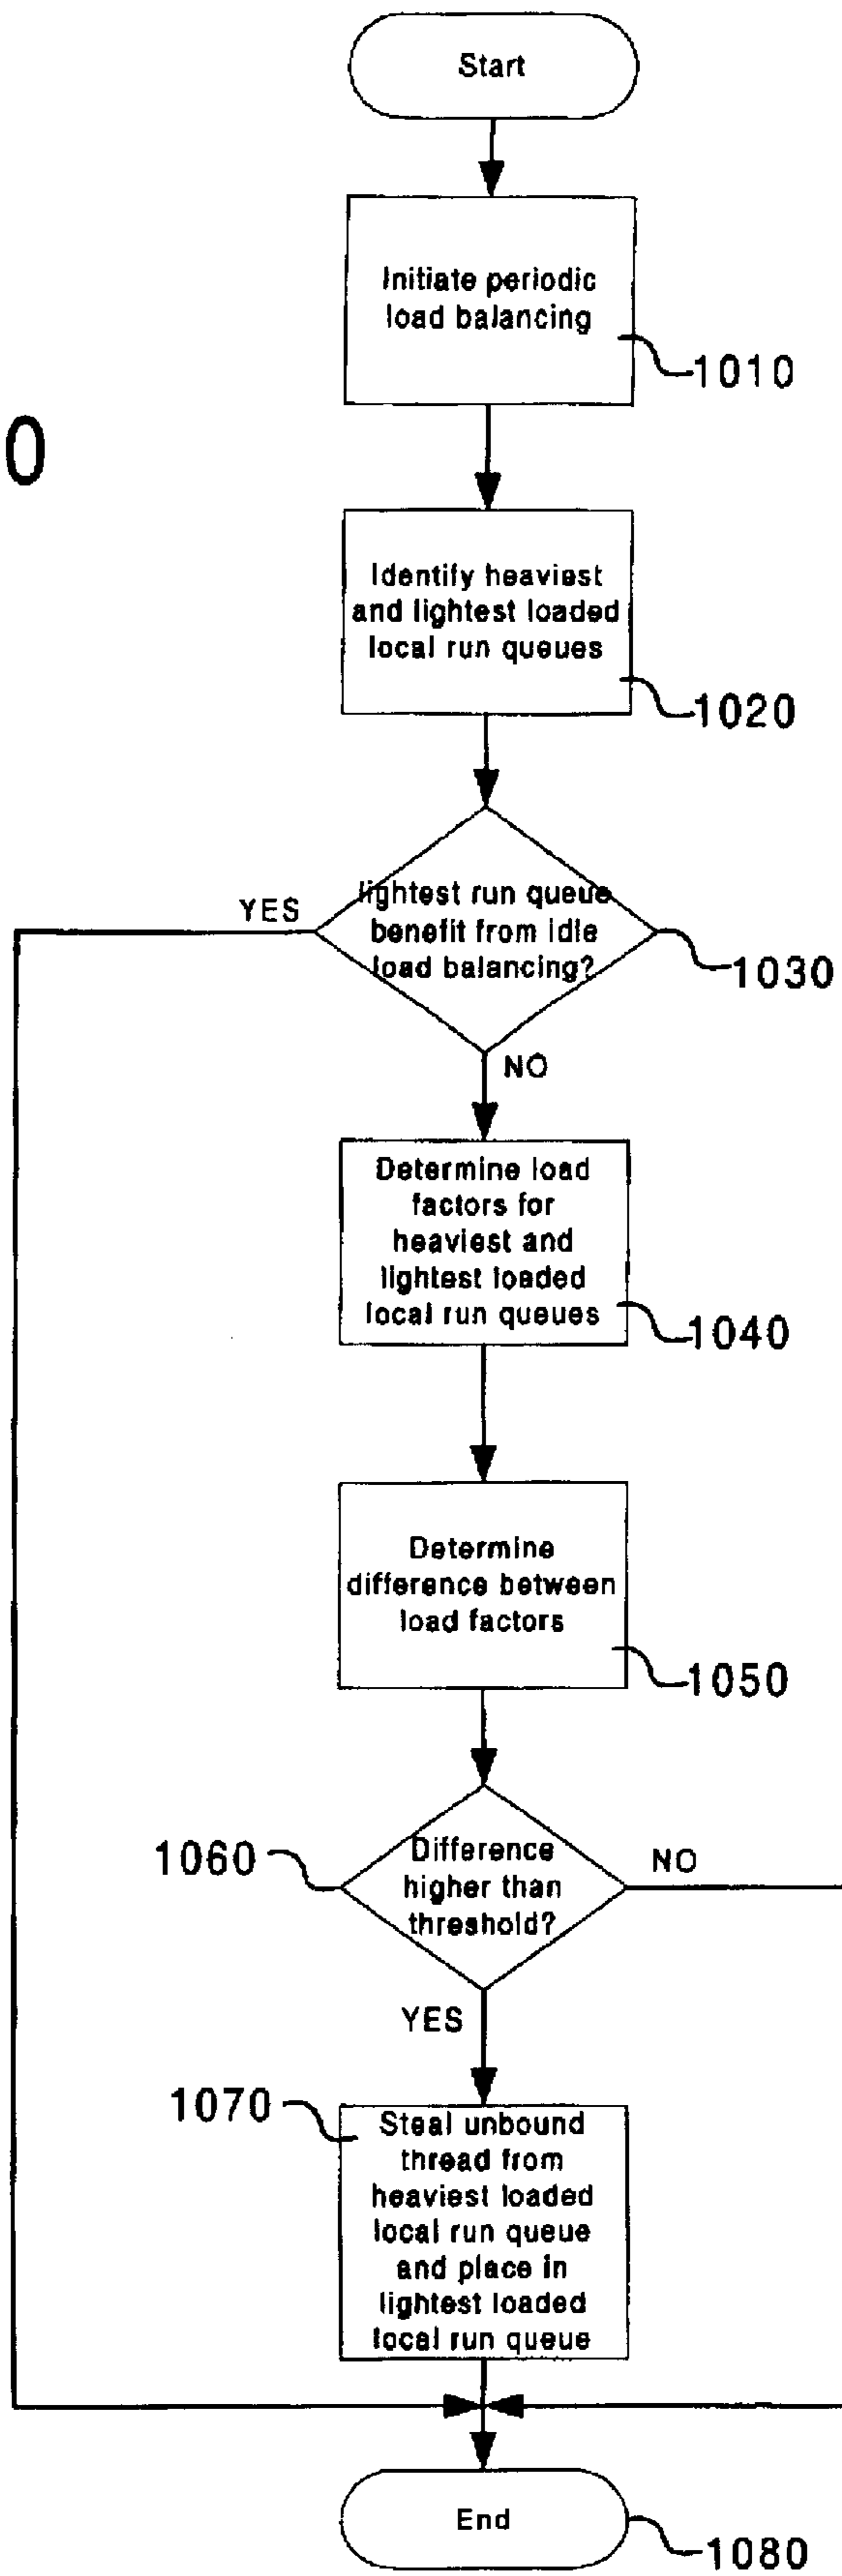 Start
Initiate periodic
load balancing
1010
0
Identify heaviest
and lightest loaded
local run queues
1020
lightest run queue
benefit from idle
load balancing?
YES
1030
NO
Determine load
factors for
heaviest and
lightest loaded
local run queues
1040
Determine
difference between
load factors
1050
1060
Difference
higher than
threshold?
NO
YES
1070
Steal unbound
thread from
heaviest loaded
local run queue
and place in
lightest loaded
local run queue
End
1080